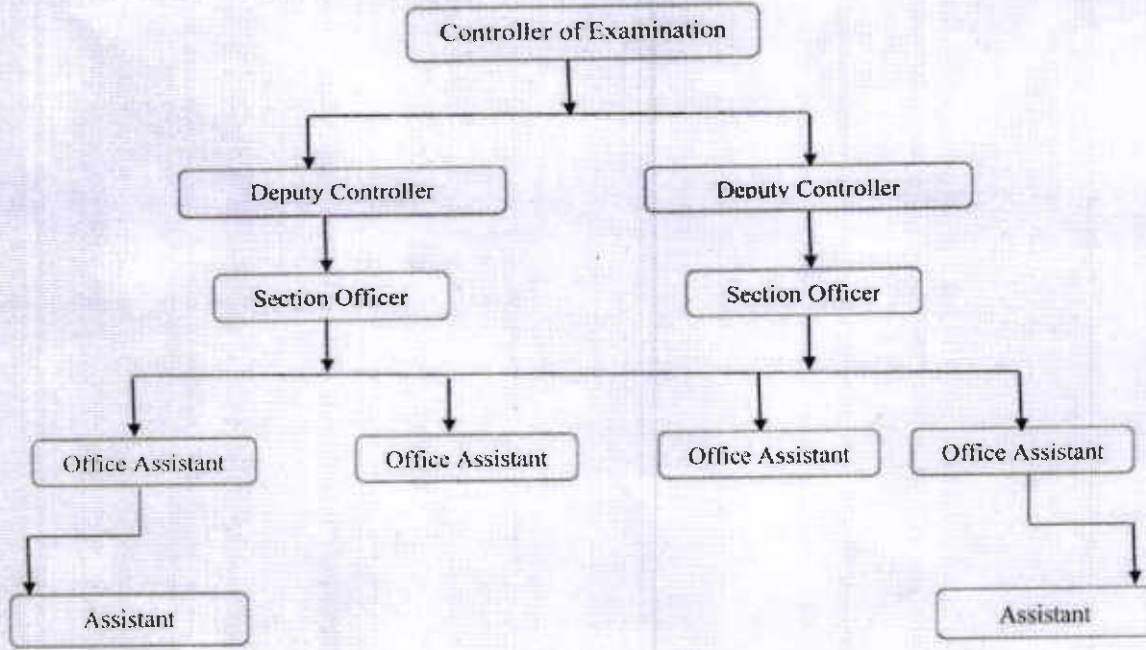 Controller of Examination
Deputy Controller
Deputy Controller
Section Officer
Section Officer
Office Assistant
Office Assistant
Office Assistant
Office Assistant
Assistant
Assistant